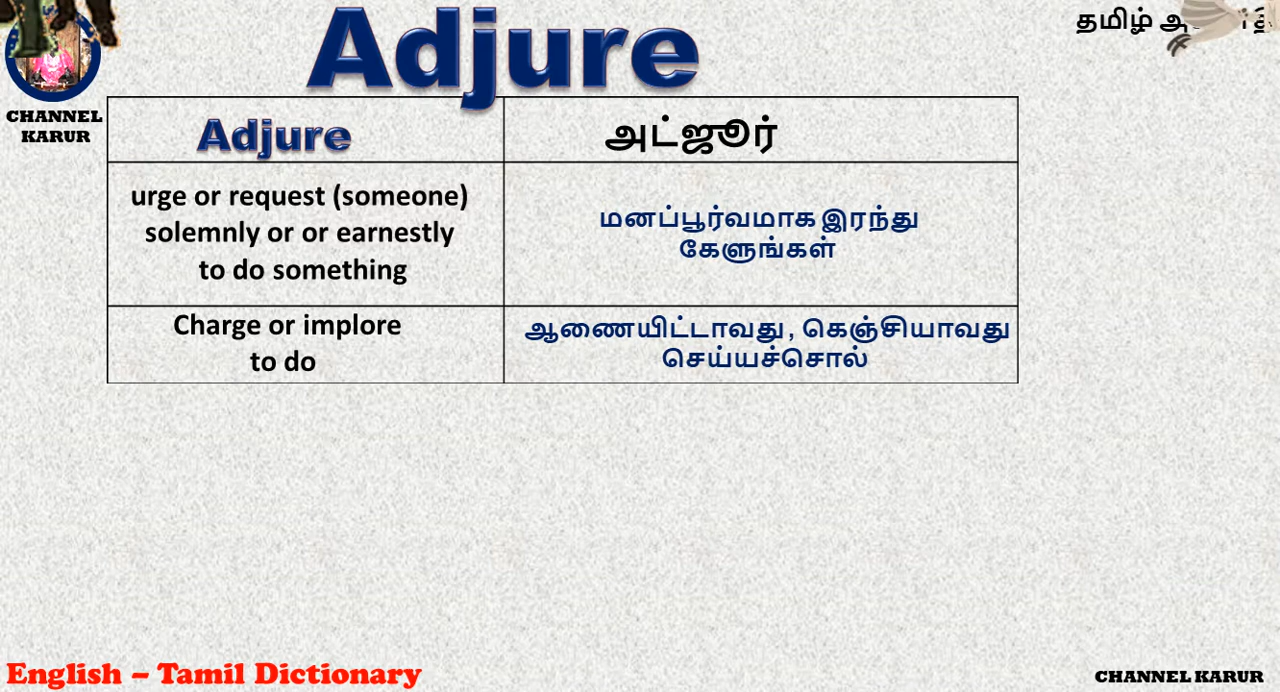 Adjure
தமிழ்
CHANNEL
KARUR
Adjure
அட்ஜூர்
urge or request (someone)
solemnly or or earnestly
to do something
மனப்பூர்வமாக இரந்து
கேளுங்கள்
Charge or implore
to do
ஆணையிட்டாவது , கெஞ்சியாவது
செய்யச்சொல்
English – Tamil Dictionary
CHANNEL KARUR